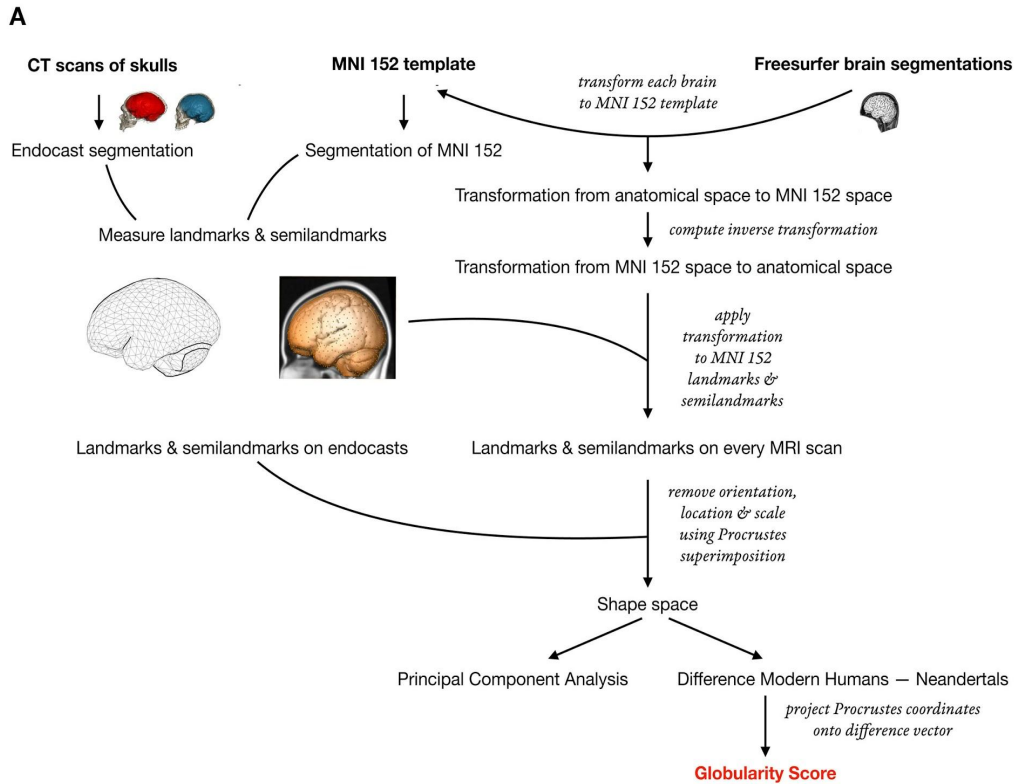 A
CT scans of skulls
MNI 152 template
Freesurfer brain segmentations
transform each brain
to MNI 152 template
Endocast segmentation
Segmentation of MNI 152
Transformation from anatomical space to MNI 152 space
Measure landmarks & semilandmarks
compute inverse transformation
Transformation from MNI 152 space to anatomical space
apply
transformation
to MNI 152
landmarks &
semilandmarks
Landmarks & semilandmarks on endocasts
Landmarks & semilandmarks on every MRI scan
remove orientation,
location & scale
using Procrustes
superimposition
Shape space
Principal Component Analysis
Difference Modern Humans — Neandertals
project Procrustes coordinates
onto difference vector
Globularity Score